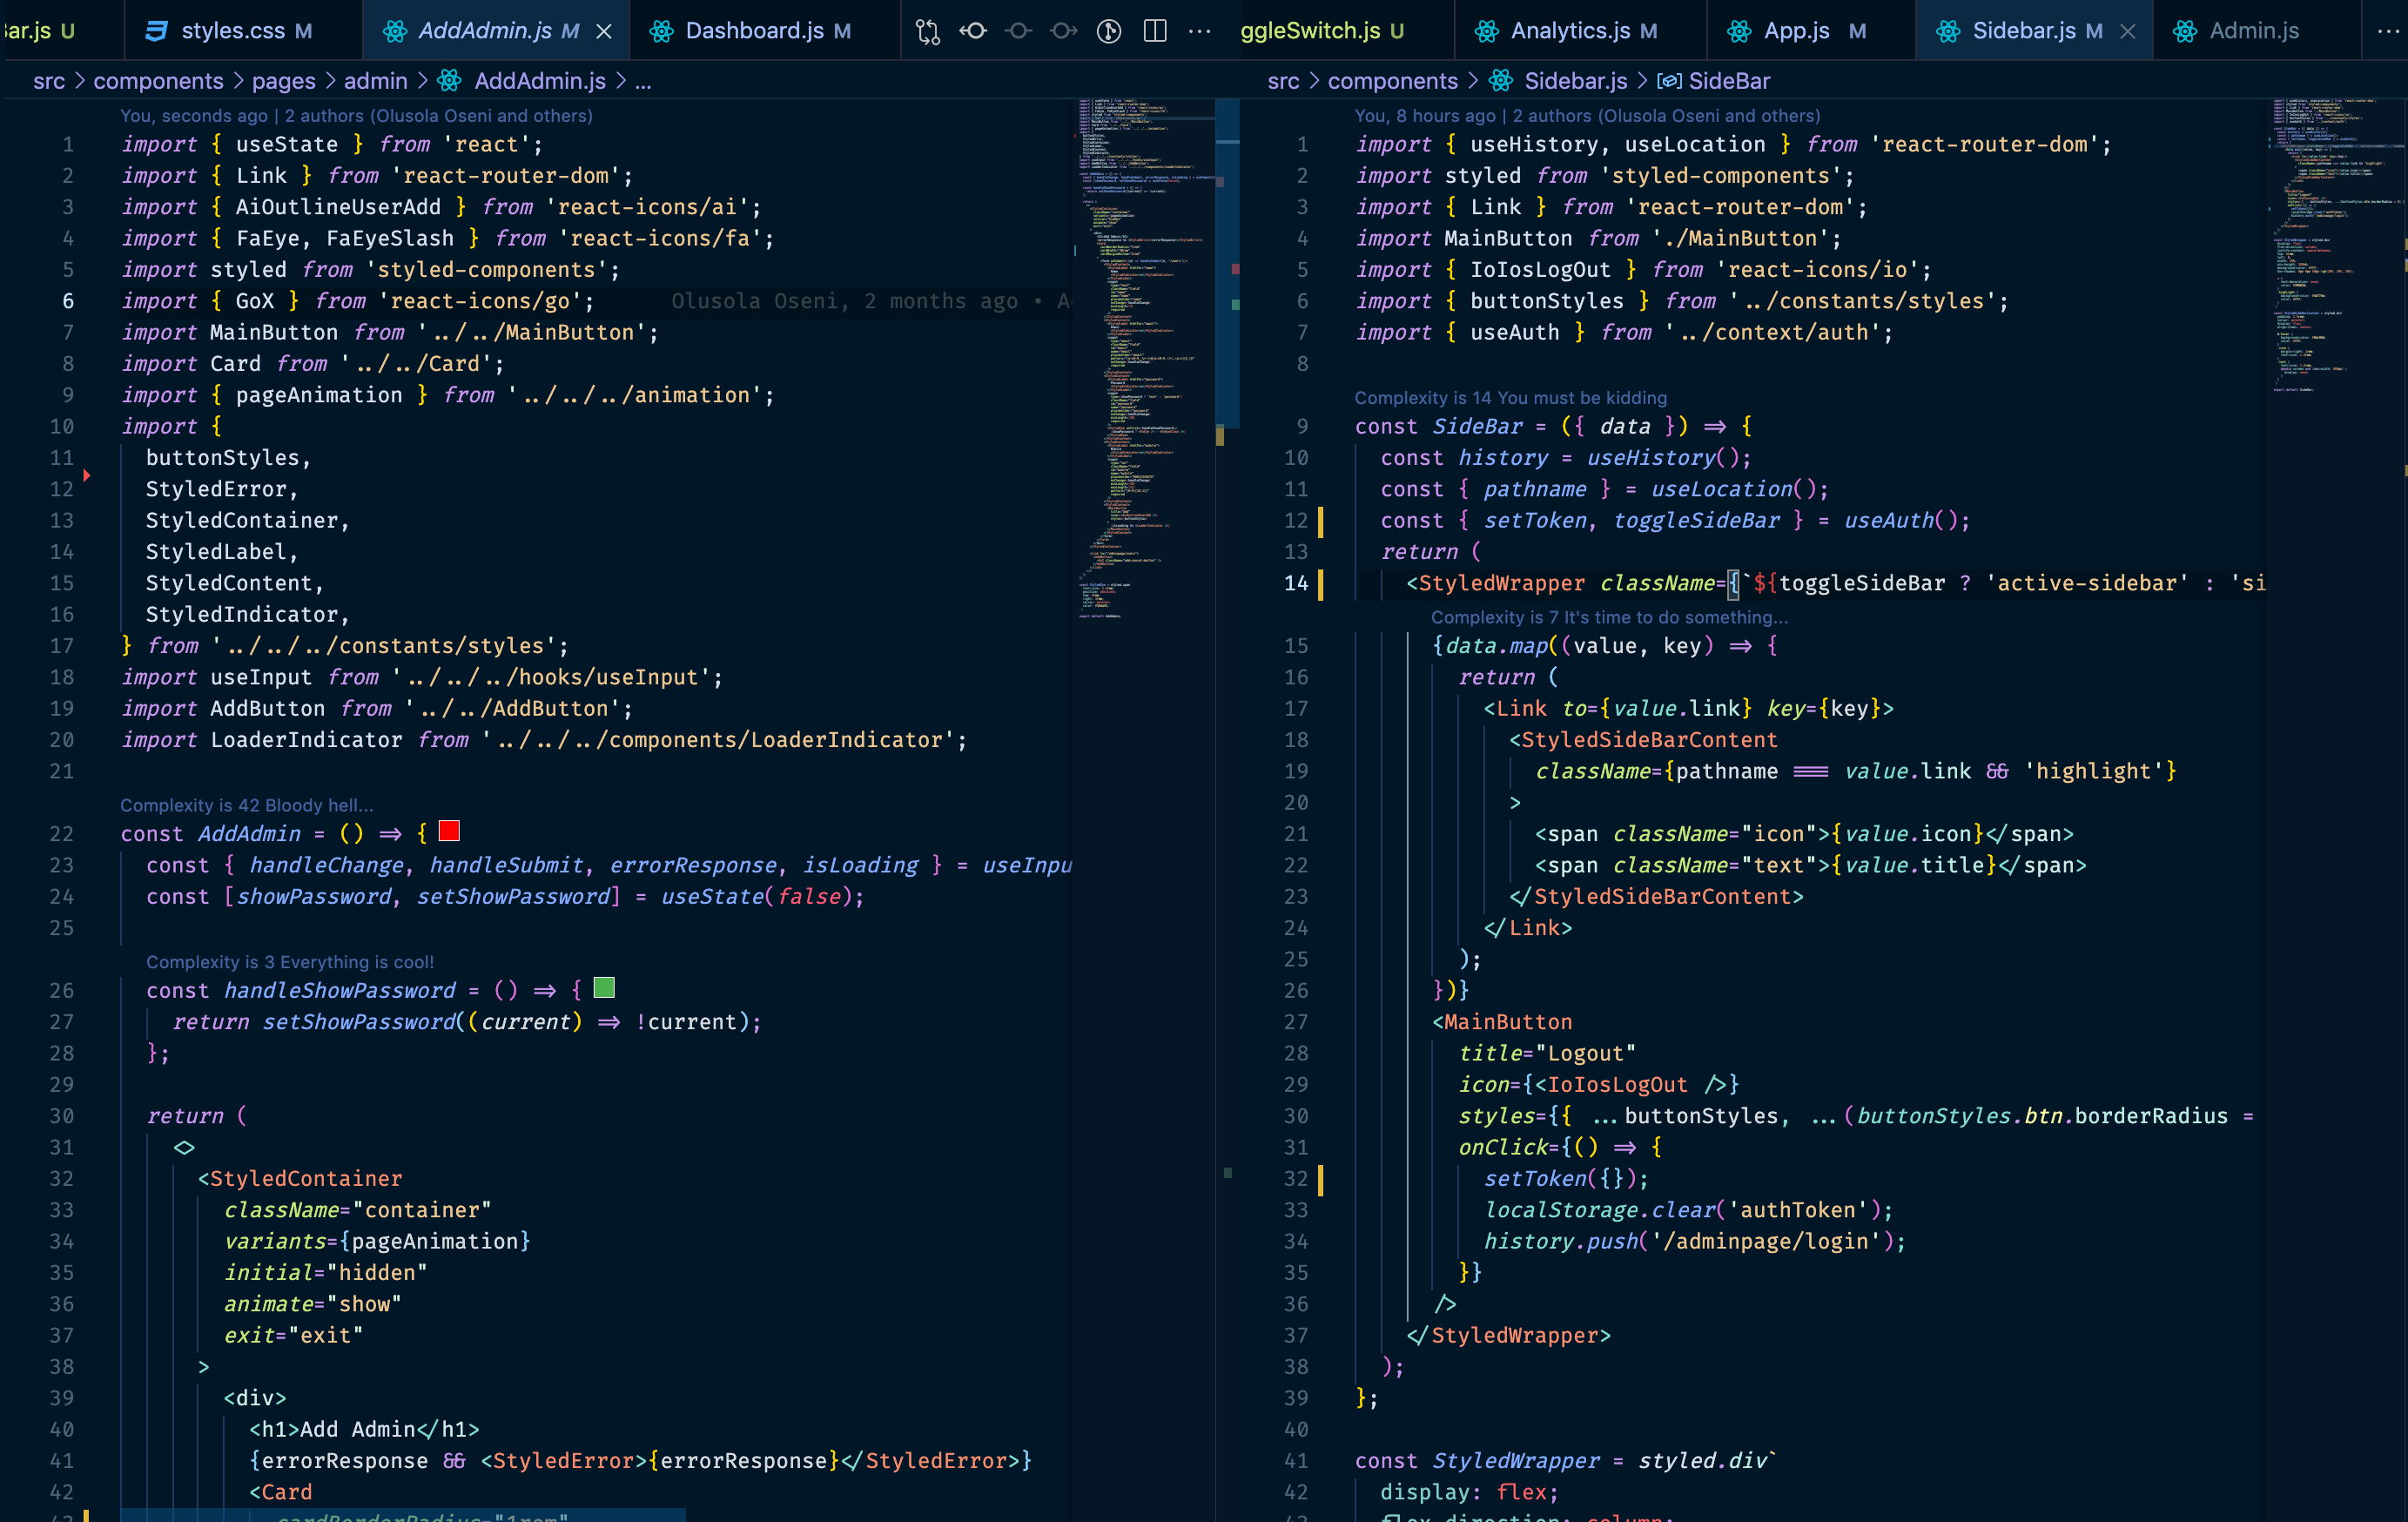 Bar.js U
styles.css M
AddAdmin.js M
Dashboard.js M
src > components > pages > admin > AddAdmin.js > ...
You, seconds ago | 2 authors (Olusola Oseni and others)
1 import { useState } from 'react';
2 import { Link } from 'react-router-dom';
3 import { AiOutlineUserAdd } from 'react-icons/ai';
4 import { FaEye, FaEyeSlash } from 'react-icons/fa';
5 import styled from 'styled-components';
6 import { GoX } from 'react-icons/go'; Olusola Oseni, 2 months ago •
7 import MainButton from '../../MainButton';
8 import Card from '../../Card';
9 import { pageAnimation } from '../../../animation';
10 import {
11 buttonStyles,
12 StyledError,
13 StyledContainer,
14 StyledLabel,
15 StyledContent,
16 StyledIndicator,
17 } from '../../../constants/styles';
18 import useInput from '../../../hooks/useInput';
19 import AddButton from '../../AddButton';
20 import LoaderIndicator from '../../../components/LoaderIndicator';
21
Complexity is 42 Bloody hell...
22 const AddAdmin = () => {
23 const { handleChange, handleSubmit, errorResponse, isLoading } = useInpu
24 const [showPassword, setShowPassword] = useState(false);
25
Complexity is 3 Everything is cool!
26 const handleShowPassword = () => {
27 return setShowPassword((current) => !current);
28 };
29
30 return (
31 <>
32 <StyledContainer
33 className="container"
34 variants={pageAnimation}
35 initial="hidden"
36 animate="show"
37 exit="exit"
38 >
39 <div>
40 <h1>Add Admin</h1>
41 {errorResponse && <StyledError>{errorResponse}</StyledError>}
42 <Card
43 cardBorderRadius="1rem"
ggleSwitch.js U
Analytics.js M
App.js M
Sidebar.js M
Admin.js
src > components > Sidebar.js > SideBar
You, 8 hours ago | 2 authors (Olusola Oseni and others)
1 import { useHistory, useLocation } from 'react-router-dom';
2 import styled from 'styled-components';
3 import { Link } from 'react-router-dom';
4 import MainButton from './MainButton';
5 import { IoIosLogOut } from 'react-icons/io';
6 import { buttonStyles } from '../constants/styles';
7 import { useAuth } from '../context/auth';
8
Complexity is 14 You must be kidding
9 const SideBar = ({ data }) => {
10 const history = useHistory();
11 const { pathname } = useLocation();
12 const { setToken, toggleSideBar } = useAuth();
13 return (
14 <StyledWrapper className={`${toggleSideBar ? 'active-sidebar' : 'si
Complexity is 7 It's time to do something...
15 {data.map((value, key) => {
16 return (
17 <Link to={value.link} key={key}>
18 <StyledSideBarContent
19 className={pathname === value.link && 'highlight'}
20 >
21 <span className="icon">{value.icon}</span>
22 <span className="text">{value.title}</span>
23 </StyledSideBarContent>
24 </Link>
25 );
26 })}
27 <MainButton
28 title="Logout"
29 icon={<IoIosLogOut />}
30 styles={{ ...buttonStyles, ...(buttonStyles.btn.borderRadius =
31 onClick={() => {
32 setToken({});
33 localStorage.clear('authToken');
34 history.push('/adminpage/login');
35 }}
36 />
37 </StyledWrapper>
38 );
39 };
40
41 const StyledWrapper = styled.div`
42 display: flex;
43 flex-direction: column;